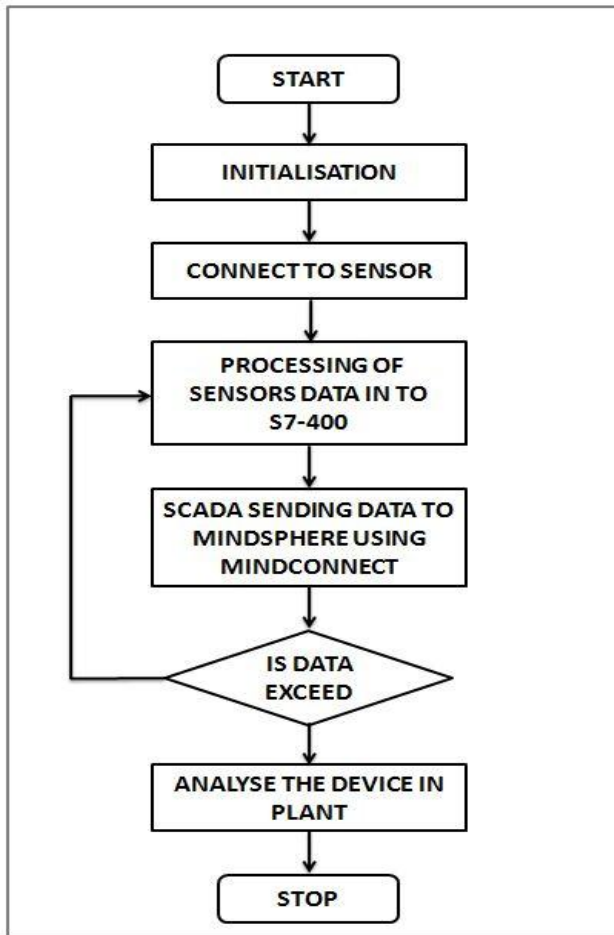 START
INITIALISATION
CONNECT TO SENSOR
PROCESSING OF
SENSORS DATA IN TO
S7-400
SCADA SENDING DATA TO
MINDSPHERE USING
MINDCONNECT
IS DATA
EXCEED
ANALYSE THE DEVICE IN
PLANT
STOP